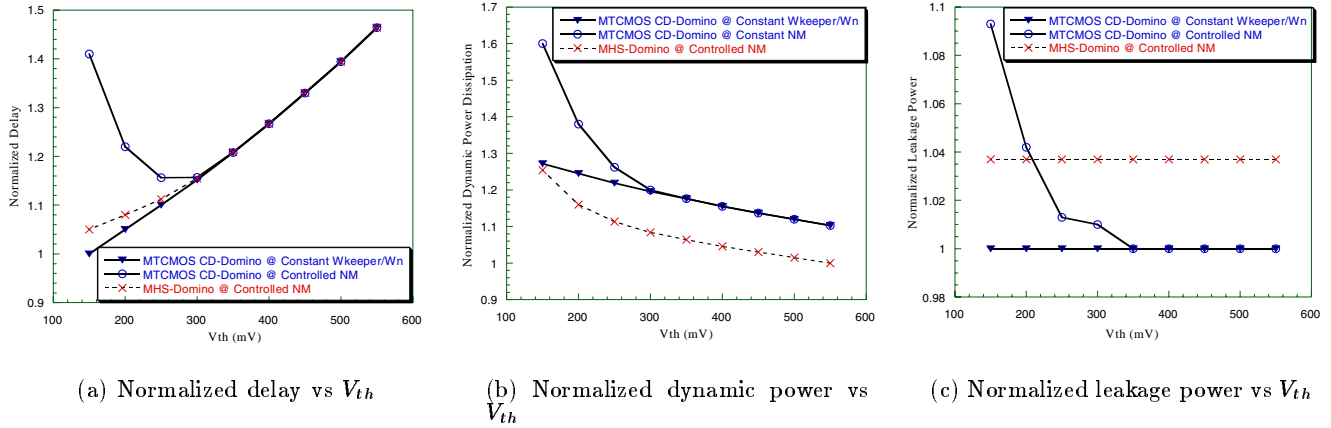 1.5
1.4
1.3
1.2
1.1
1
0.9
Normalized Delay
100 200 300 400 500 600
Vth (mV)
MTCMOS CD-Domino @ Constant Wkeeper/Wn
MTCMOS CD-Domino @ Controlled NM
MHS-Domino @ Controlled NM
(a) Normalized delay vs Vth
1.7
1.6
1.5
1.4
1.3
1.2
1.1
1
0.9
Normalized Dynamic Power Dissipation
100 200 300 400 500 600
Vth (mV)
MTCMOS CD-Domino @ Constant Wkeeper/Wn
MTCMOS CD-Domino @ Constant NM
MHS-Domino @ Controlled NM
(b) Normalized dynamic power vs
Vth
1.1
1.08
1.06
1.04
1.02
1
0.98
Normalized Leakage Power
100 200 300 400 500 600
Vth (mV)
MTCMOS CD-Domino @ Constant Wkeeper/Wn
MTCMOS CD-Domino @ Controlled NM
MHS-Domino @ Controlled NM
(c) Normalized leakage power vs Vth